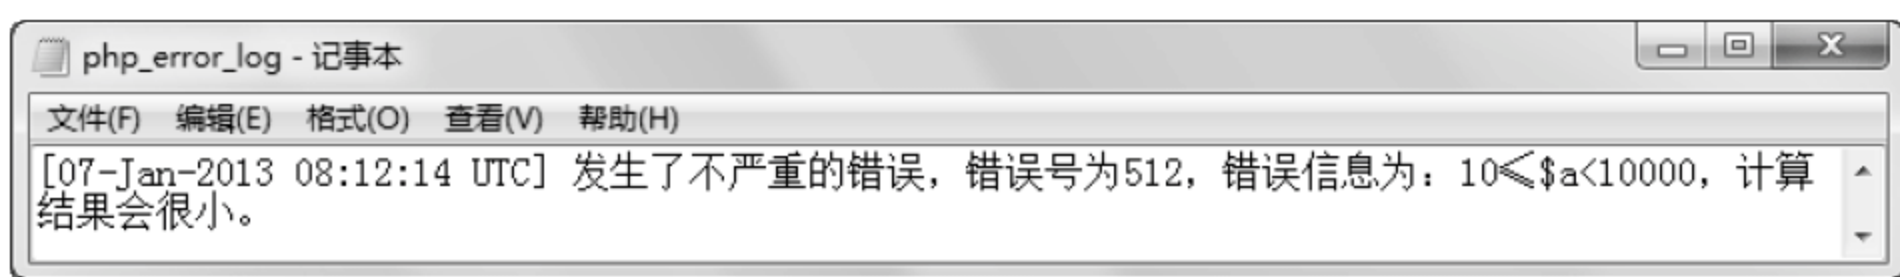 php_error_log - 记事本
文件(F) 编辑(E) 格式(O) 查看(V) 帮助(H)
[07-Jan-2013 08:12:14 UTC] 发生了不严重的错误，错误号为512，错误信息为：10≤$a<10000，计算
结果会很小。